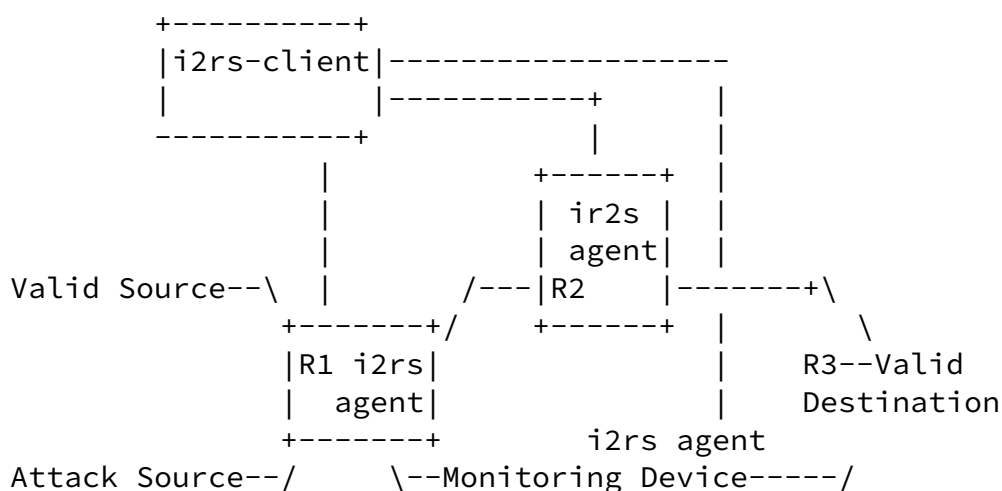 +----------+
|i2rs-client|-------------------
|           |-----------+      |
-----------+            |      |
         |           +------+  |
         |           | ir2s |  |
         |           |  agent|  |
Valid Source--\  |       /---|R2    |-------+\
+-------+/    +------+  |       \
|R1 i2rs|               |    R3--Valid
|  agent|               |    Destination
+-------+        i2rs agent
Attack Source--/     \--Monitoring Device-----/